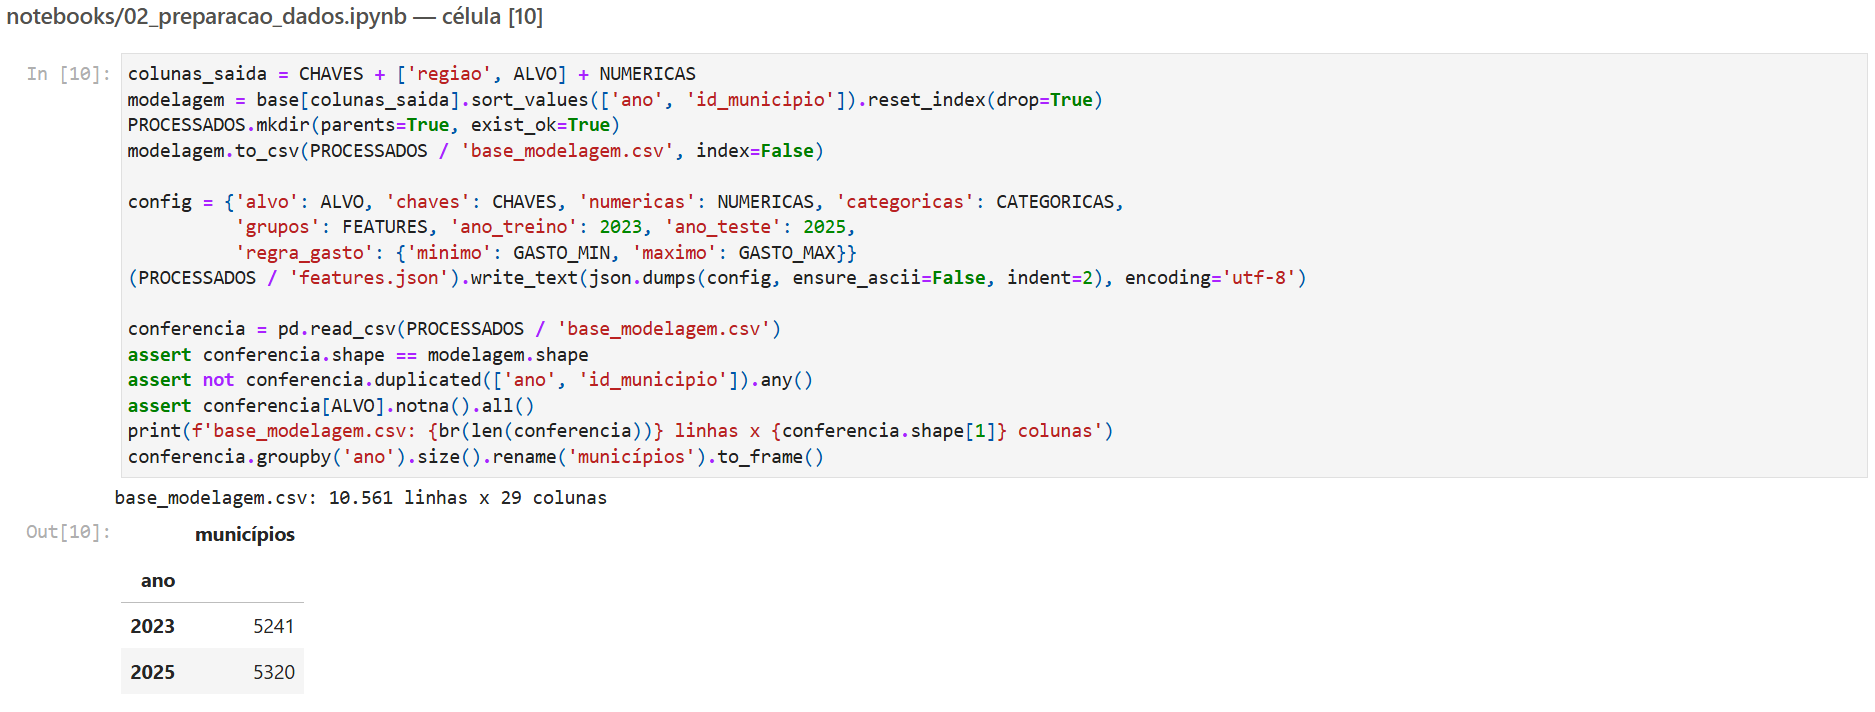 notebooks/02_preparacao_dados.ipynb — célula [10]
In [10]:
colunas_saida = CHAVES + ['regiao', ALVO] + NUMERICAS
modelagem = base[colunas_saida].sort_values(['ano', 'id_municipio']).reset_index(drop=True)
PROCESSADOS.mkdir(parents=True, exist_ok=True)
modelagem.to_csv(PROCESSADOS / 'base_modelagem.csv', index=False)
config = {'alvo': ALVO, 'chaves': CHAVES, 'numericas': NUMERICAS, 'categoricas': CATEGORICAS,
'grupos': FEATURES, 'ano_treino': 2023, 'ano_teste': 2025,
'regra_gasto': {'minimo': GASTO_MIN, 'maximo': GASTO_MAX}}
(PROCESSADOS / 'features.json').write_text(json.dumps(config, ensure_ascii=False, indent=2), encoding='utf-8')
conferencia = pd.read_csv(PROCESSADOS / 'base_modelagem.csv')
assert conferencia.shape == modelagem.shape
assert not conferencia.duplicated(['ano', 'id_municipio']).any()
assert conferencia[ALVO].notna().all()
print(f'base_modelagem.csv: {br(len(conferencia))} linhas x {conferencia.shape[1]} colunas')
conferencia.groupby('ano').size().rename('municípios').to_frame()
base_modelagem.csv: 10.561 linhas x 29 colunas
Out[10]:
municípios
ano
2023 5241
2025 5320